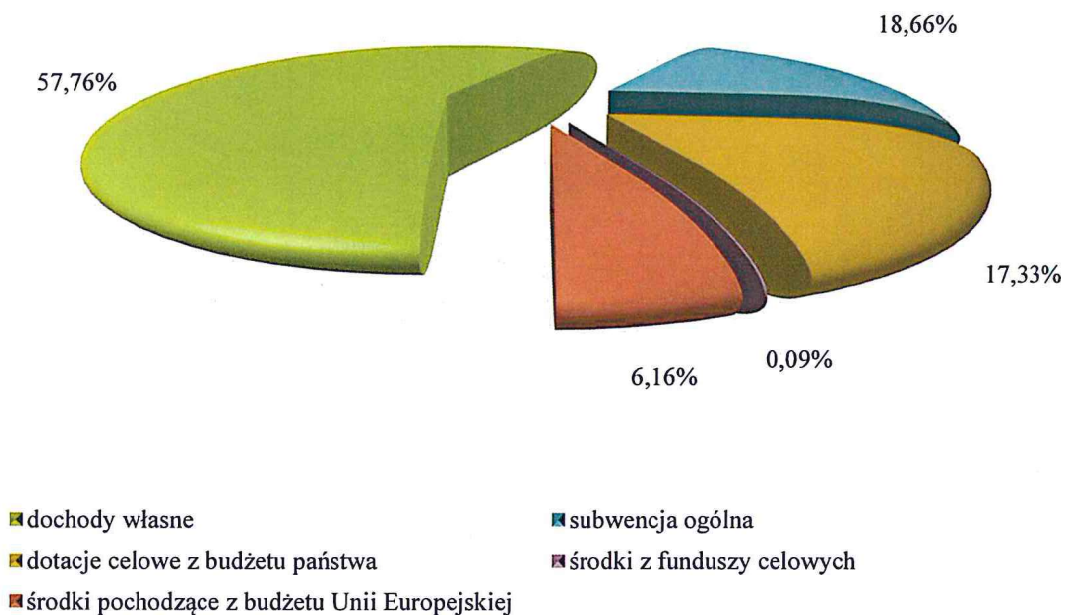 18,66%
57,76%
17,33%
0,09%
6,16%
dochody własne
subwencja ogólna
dotacje celowe z budżetu państwa
środki z funduszy celowych
środki pochodzące z budżetu Unii Europejskiej